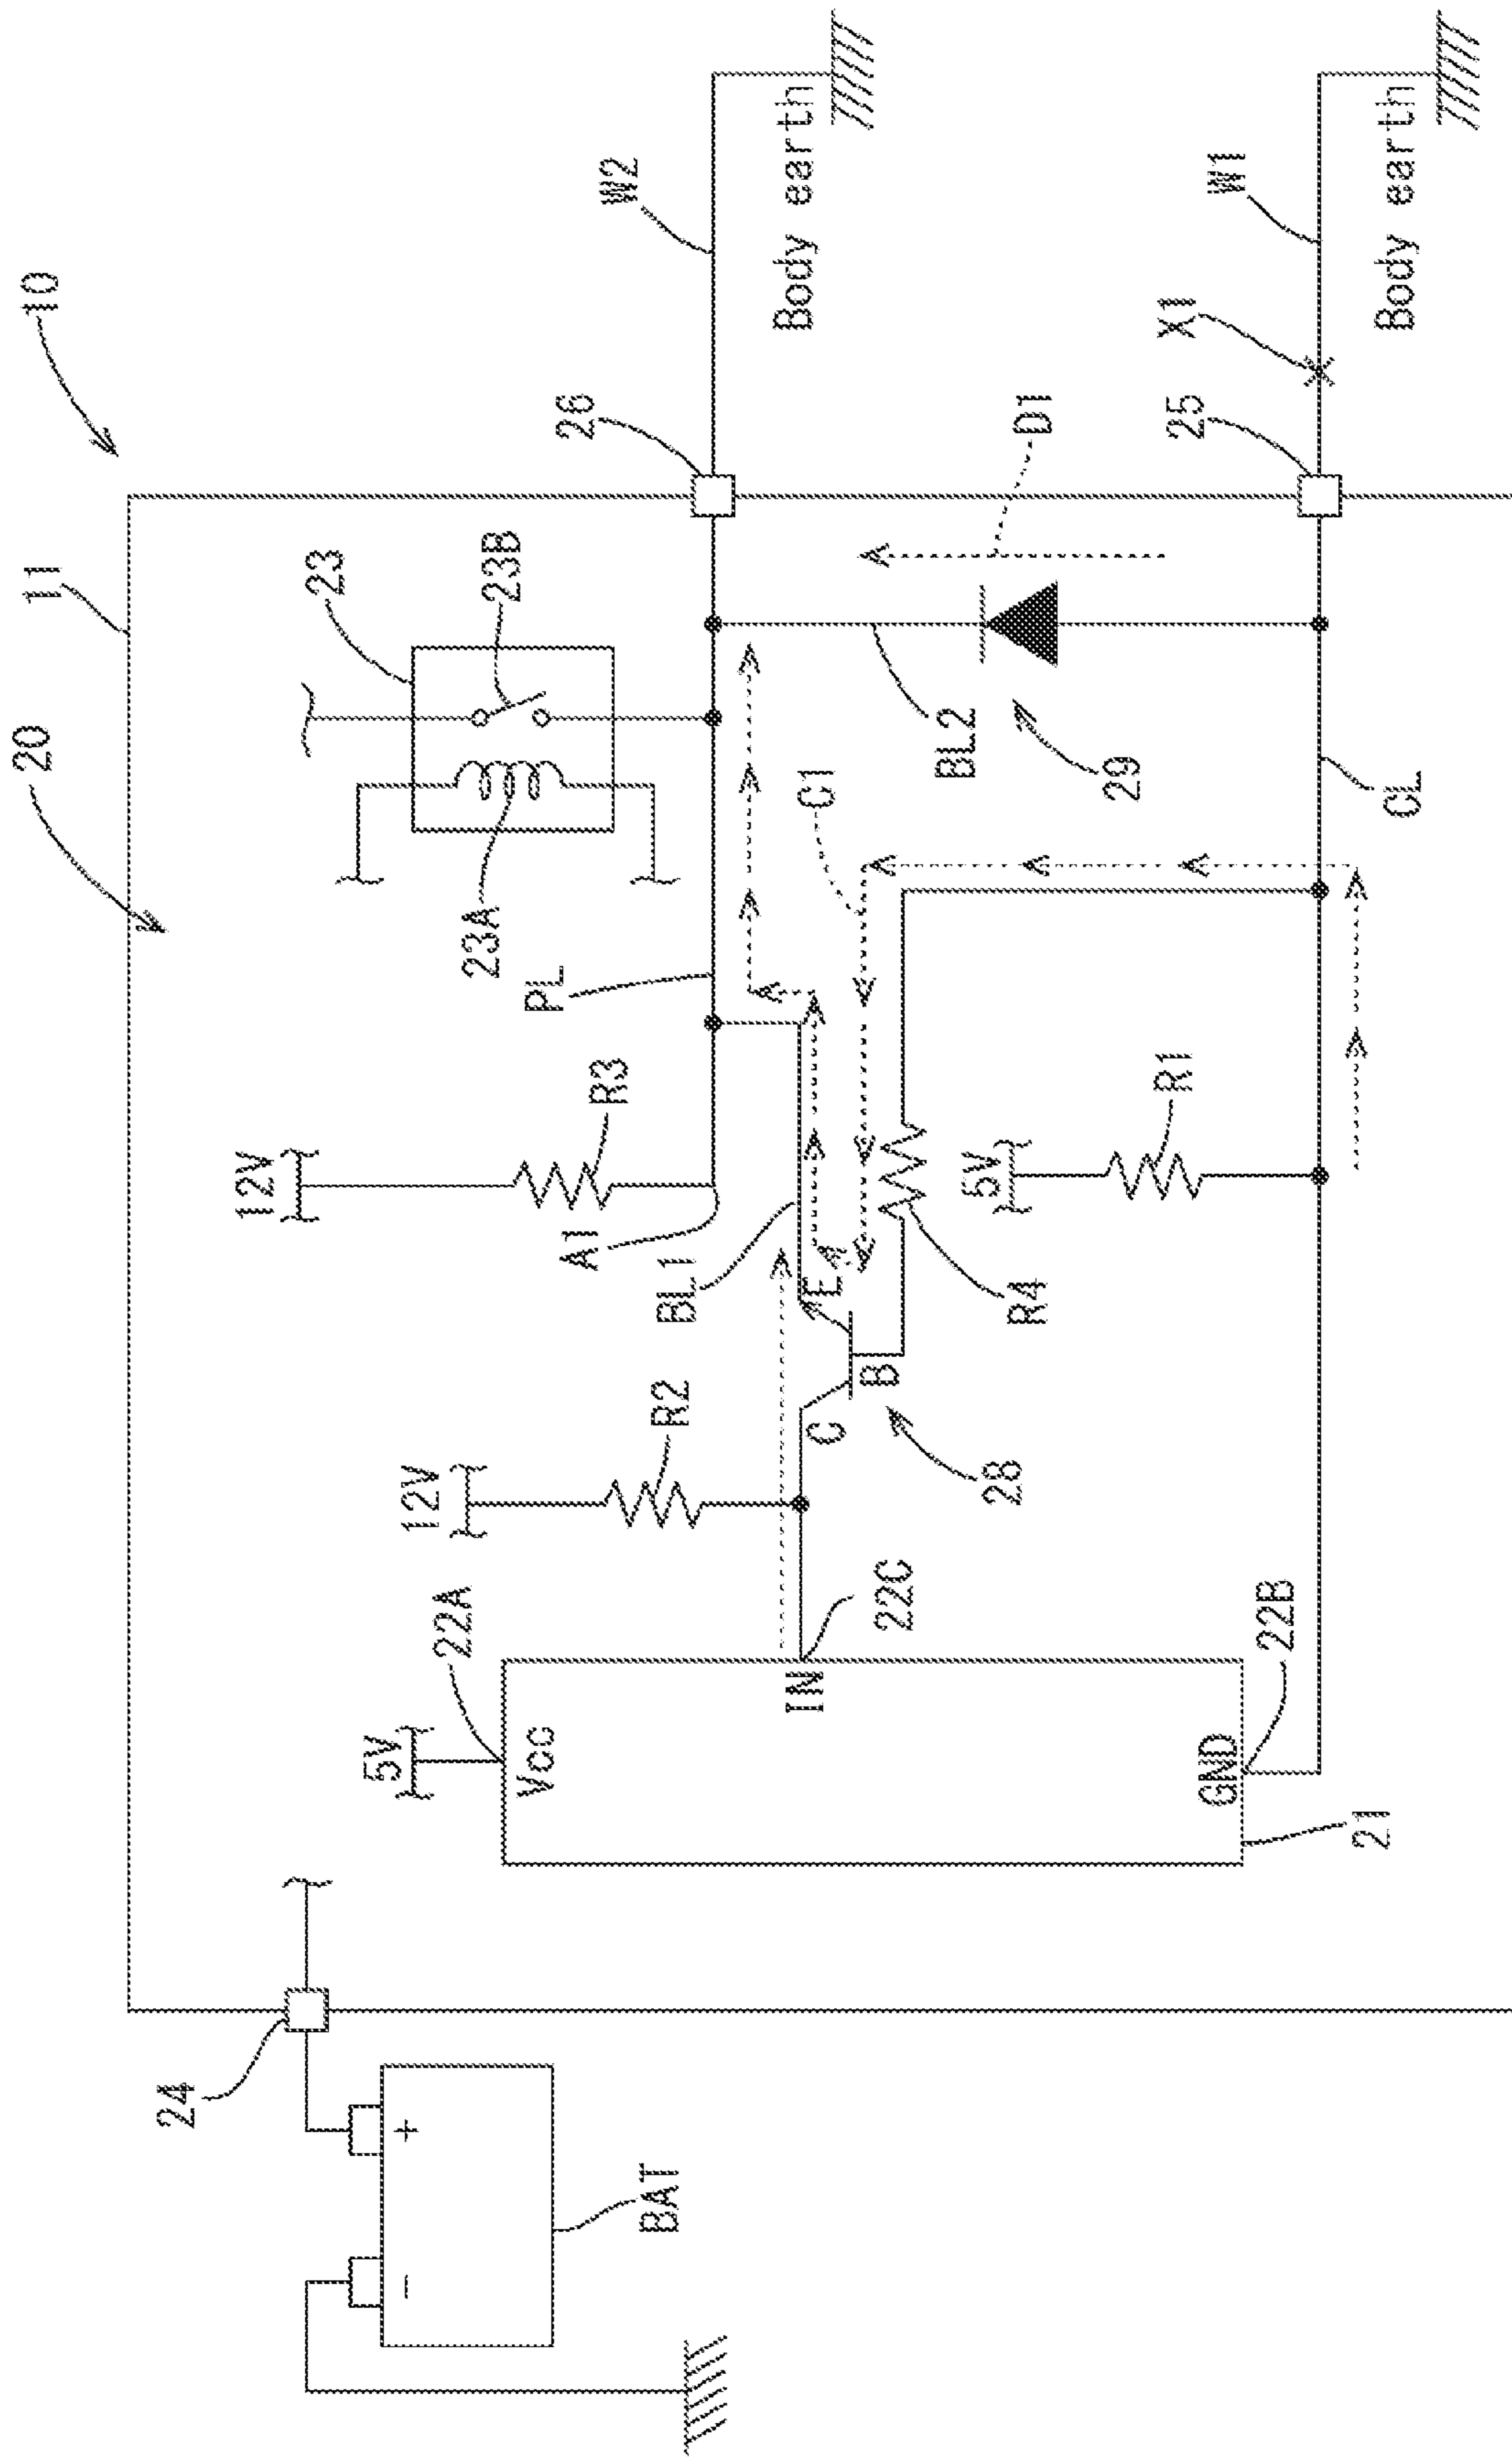 10
20
11
12V
R3
23
23B
23A
26
W2
Body earth
PL
A1
BL1
12V
R2
24
+
-
BAT
5V
22A
Vcc
IN
22C
GND
22B
21
C
B
E
28
R4
5V
R1
C1
BL2
29
D1
CL
25
X1
W1
Body earth